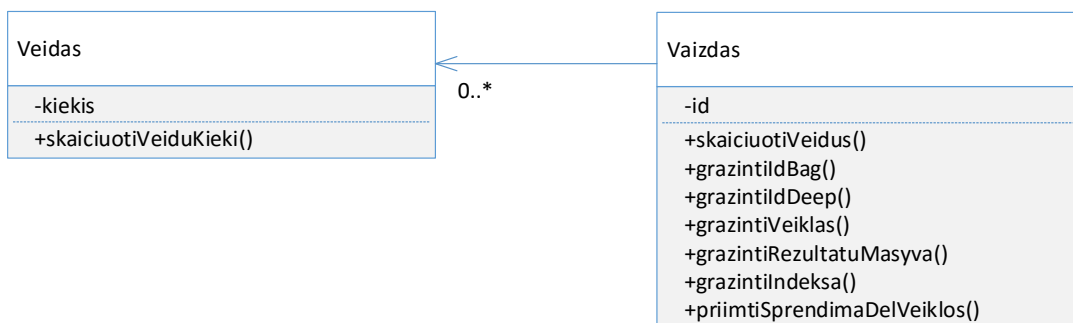 Veidas
-kiekis
+skaiciuotiVeiduKieki()
0..*
Vaizdas
-id
+skaiciuotiVeidus()
+grazintiIdBag()
+grazintiIdDeep()
+grazintiVeiklas()
+grazintiRezultatuMasyva()
+grazintiIndeksa()
+priimtiSprendimaDelVeiklos()